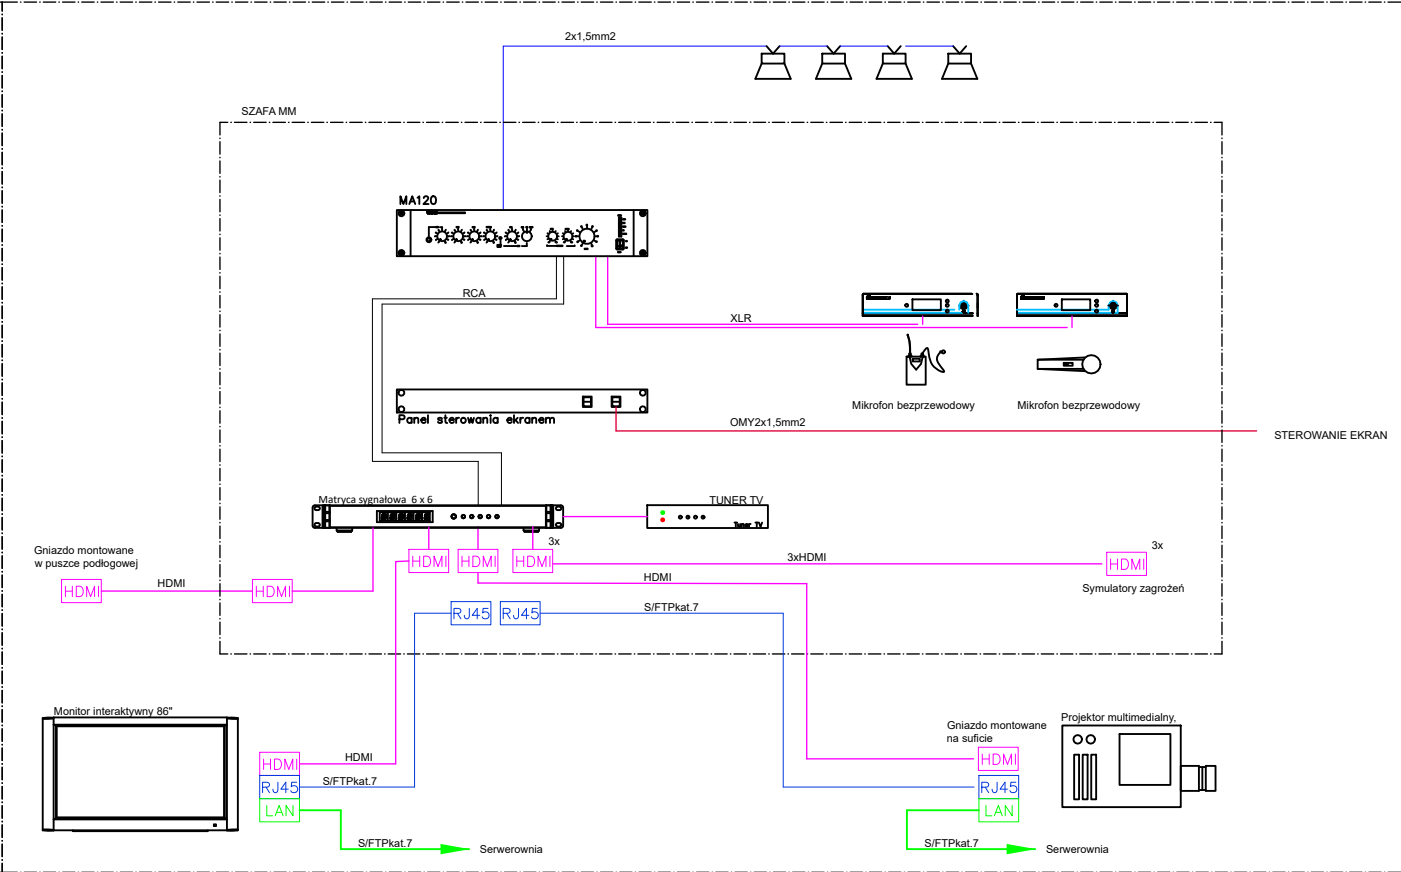 2x1,5mm2
SZAFA MM
MA120
RCA
XLR
Mikrofon bezprzewodowy
Mikrofon bezprzewodowy
Panel sterowania ekranem
OMY2x1,5mm2
STEROWANIE EKRAN
Matryca sygnałowa 6 x 6
TUNER TV
Tuner TV
3x
3x
Gniazdo montowane
w puszce podłogowej
HDMI
HDMI
HDMI
HDMI
HDMI
HDMI
3xHDMI
HDMI
HDMI
Symulatory zagrożeń
RJ45
RJ45
S/FTPkat.7
Monitor interaktywny 86"
HDMI
HDMI
RJ45
S/FTPkat.7
LAN
S/FTPkat.7
Serwerownia
Gniazdo montowane
na suficie
Projektor multimedialny,
HDMI
RJ45
LAN
S/FTPkat.7
Serwerownia